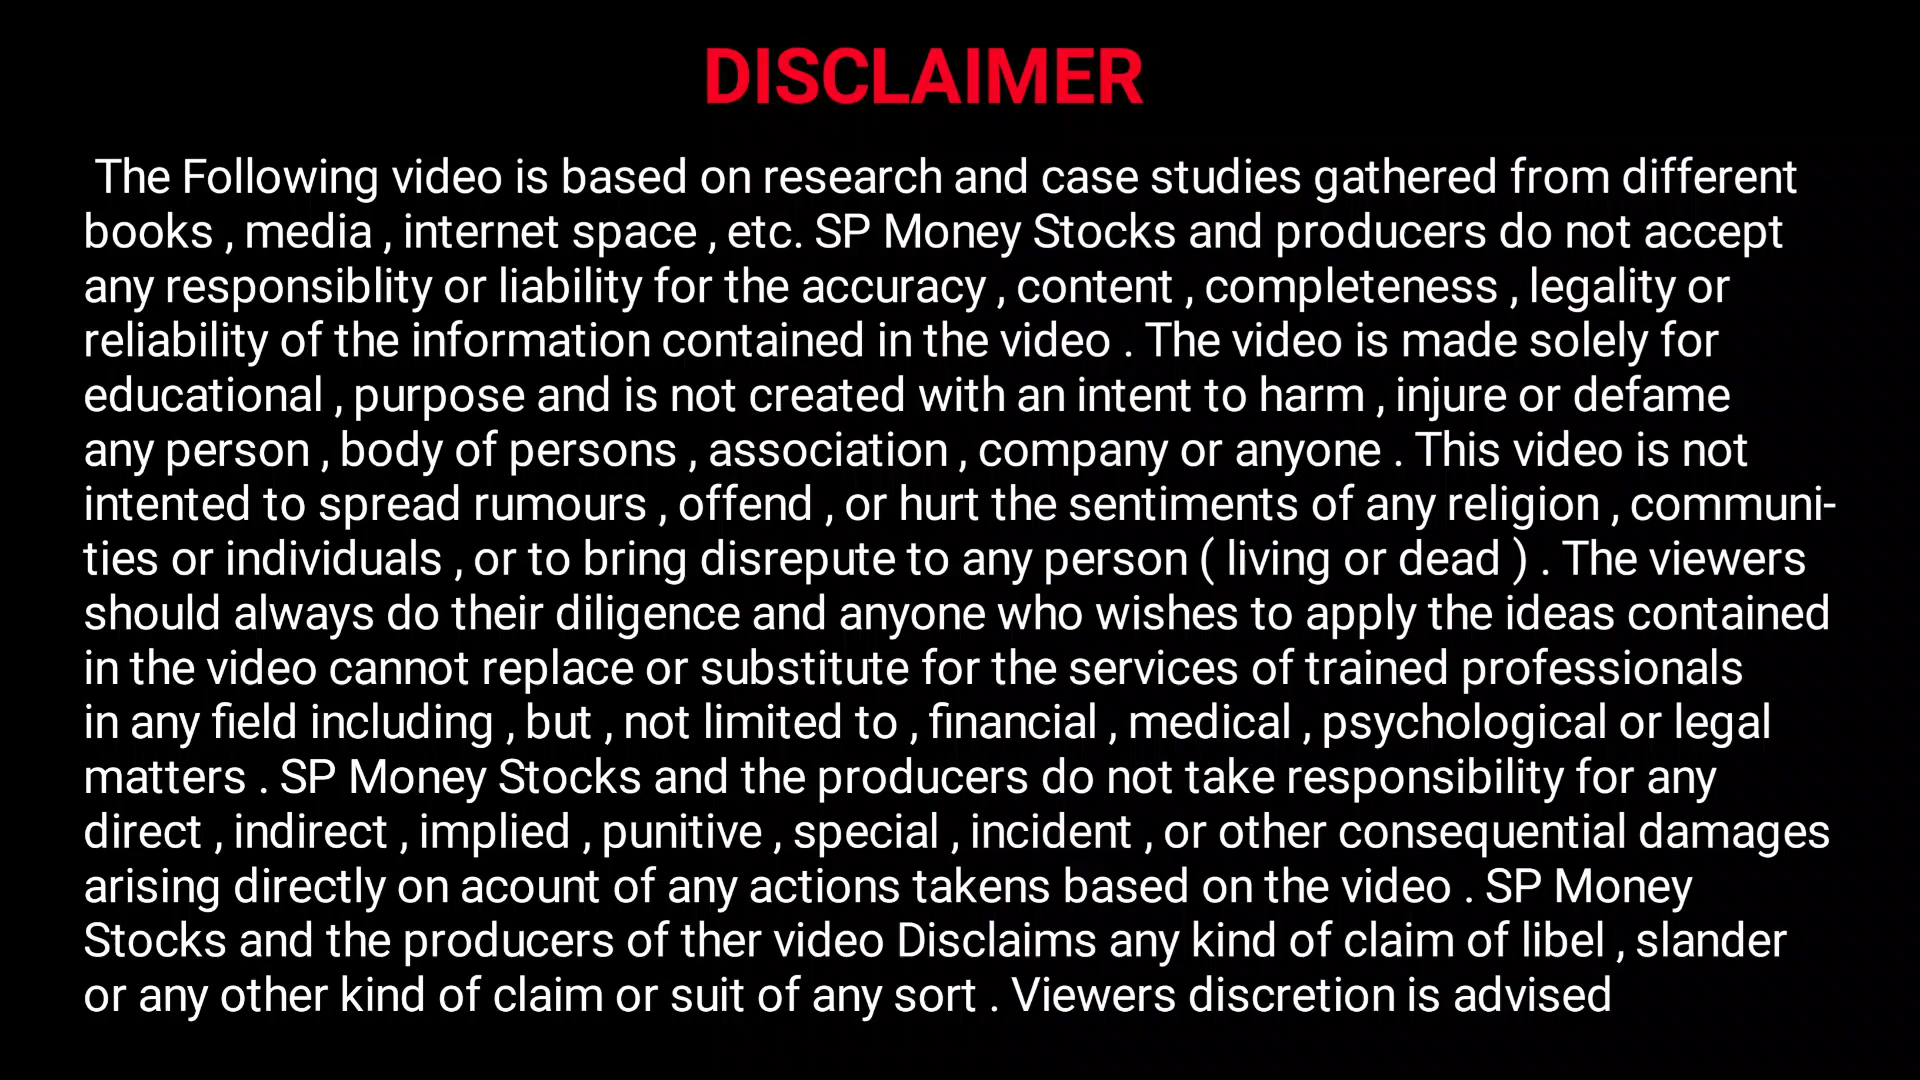 DISCLAIMER
The Following video is based on research and case studies gathered from different
books , media , internet space , etc. SP Money Stocks and producers do not accept
any responsiblity or liability for the accuracy , content , completeness , legality or
reliability of the information contained in the video . The video is made solely for
educational , purpose and is not created with an intent to harm , injure or defame
any person , body of persons , association , company or anyone . This video is not
intented to spread rumours , offend , or hurt the sentiments of any religion , communi-
ties or individuals , or to bring disrepute to any person ( living or dead ) . The viewers
should always do their diligence and anyone who wishes to apply the ideas contained
in the video cannot replace or substitute for the services of trained professionals
in any field including , but , not limited to , financial , medical , psychological or legal
matters . SP Money Stocks and the producers do not take responsibility for any
direct , indirect , implied , punitive , special , incident , or other consequential damages
arising directly on acount of any actions takens based on the video . SP Money
Stocks and the producers of ther video Disclaims any kind of claim of libel , slander
or any other kind of claim or suit of any sort . Viewers discretion is advised